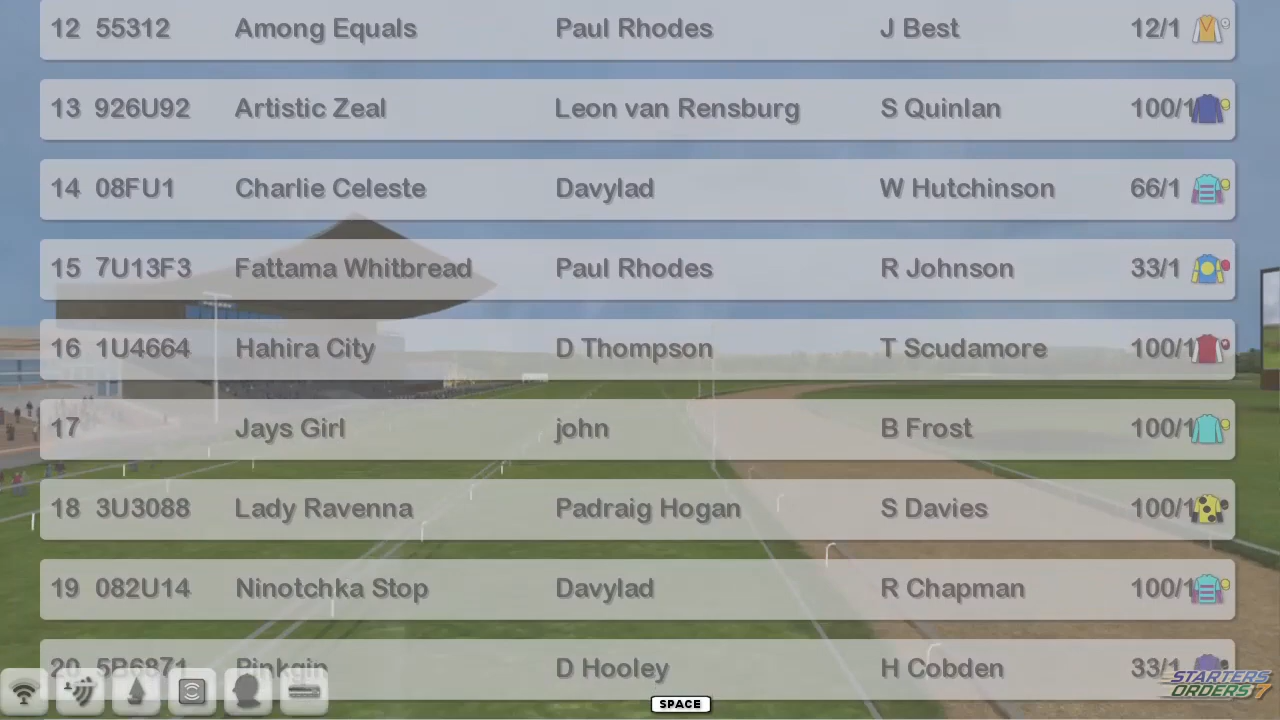 12 55312 Among Equals Paul Rhodes J Best 12/1
13 926U92 Artistic Zeal Leon van Rensburg S Quinlan 100/1
14 08FU1 Charlie Celeste Davylad W Hutchinson 66/1
15 7U13F3 Fattama Whitbread Paul Rhodes R Johnson 33/1
16 1U4664 Hahira City D Thompson T Scudamore 100/1
17 Jays Girl john B Frost 100/1
18 3U3088 Lady Ravenna Padraig Hogan S Davies 100/1
19 082U14 Ninotchka Stop Davylad R Chapman 100/1
20 5B6871 Pinkgin D Hooley H Cobden 33/1
SPACE
STARTERS
ORDERS 7